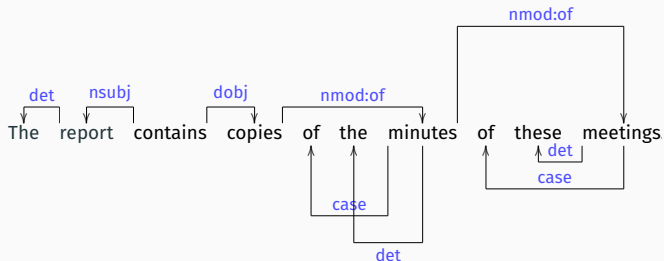 nmod:of
det nsubj dobj nmod:of
The report contains copies of the minutes of these meetings.
det
case case
det